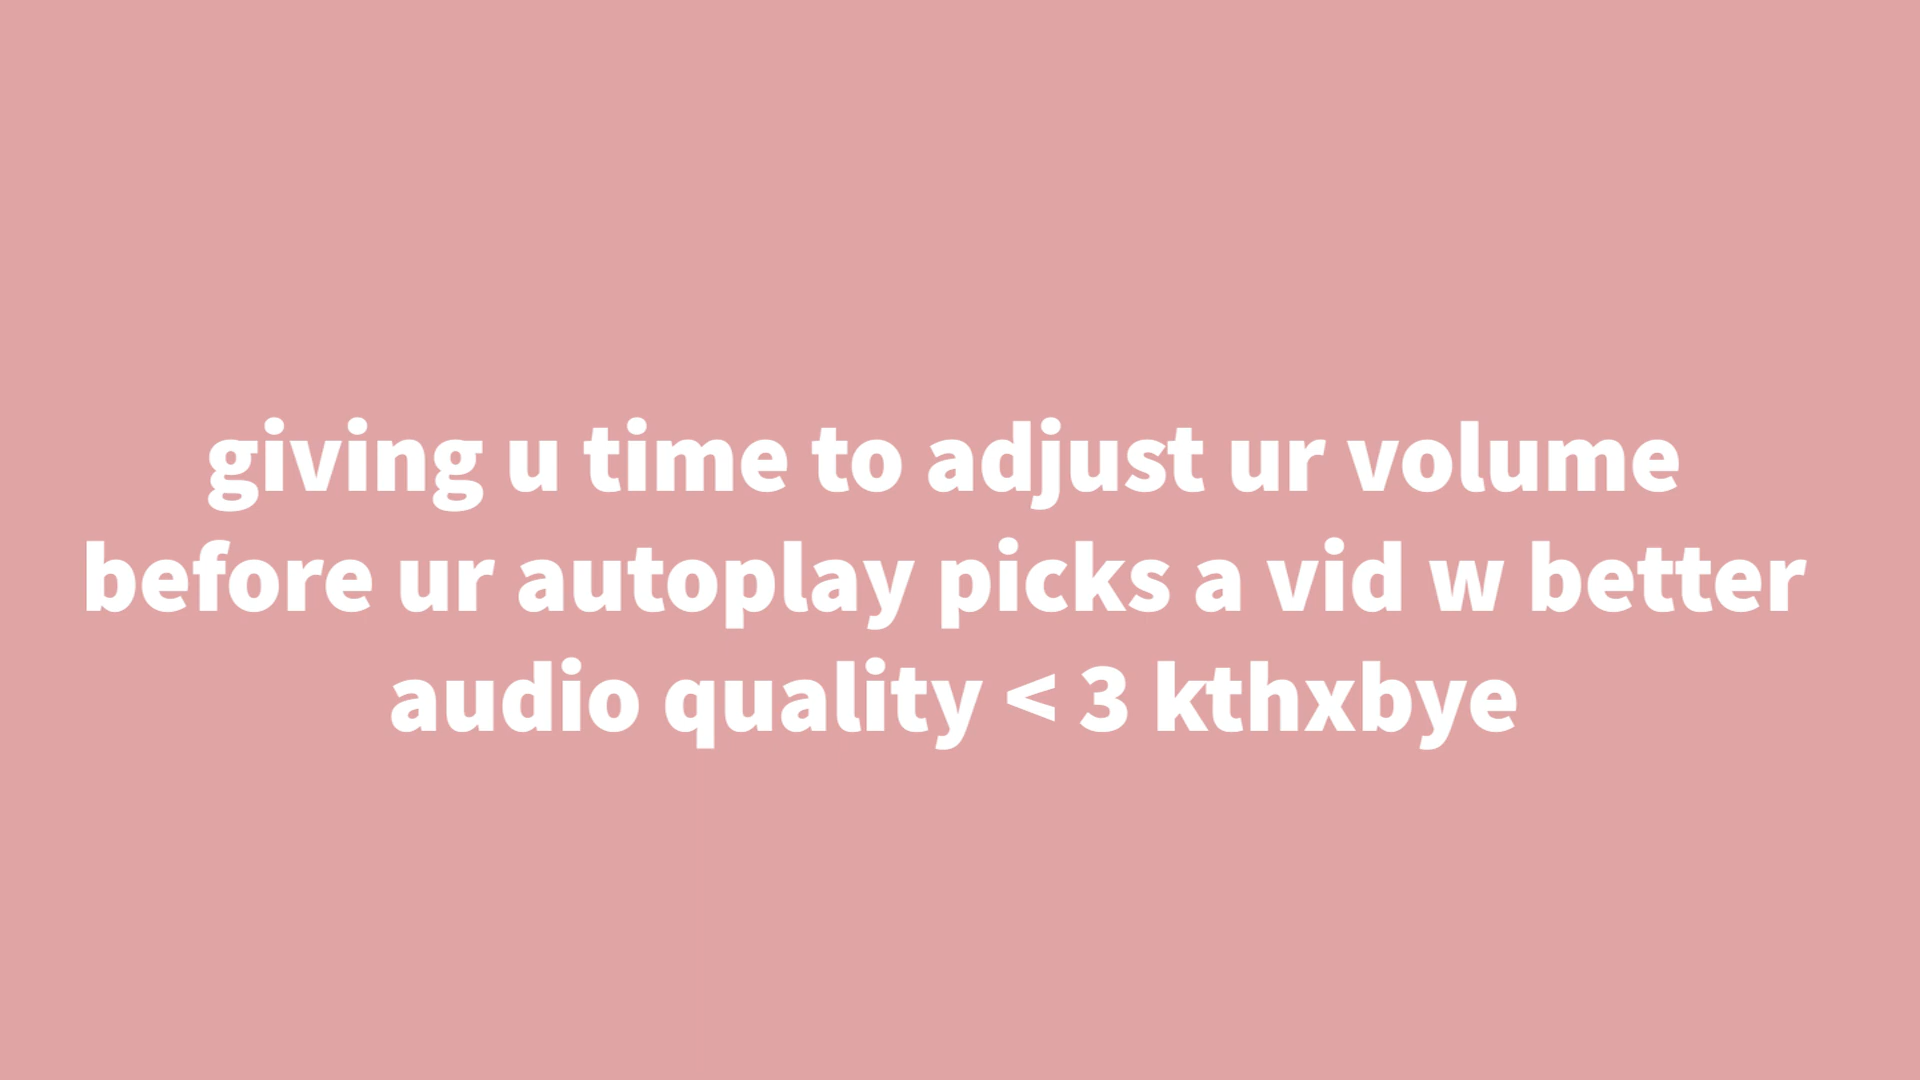 giving u time to adjust ur volume
before ur autoplay picks a vid w better
audio quality < 3 kthxbye